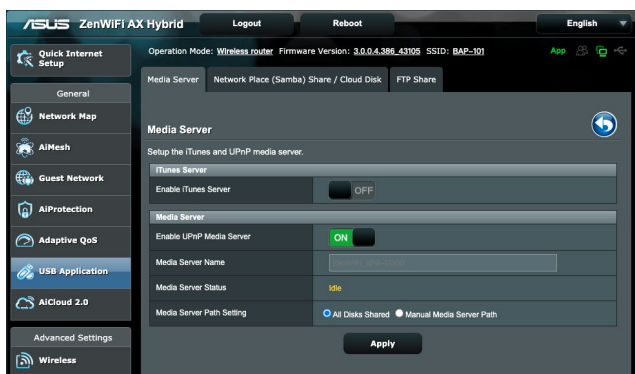 ASUS ZenWiFi AX Hybrid Logout Reboot English
Quick Internet Setup
Operation Mode: Wireless router Firmware Version: 3.0.0.4.386_43105 SSID: BAP-101 App
Media Server Network Place (Samba) Share / Cloud Disk FTP Share
General
Network Map
AiMesh
Guest Network
AiProtection
Adaptive QoS
USB Application
AiCloud 2.0
Advanced Settings
Wireless
Media Server
Setup the iTunes and UPnP media server.
iTunes Server
Enable iTunes Server OFF
Media Server
Enable UPnP Media Server ON
Media Server Name
Media Server Status Idle
Media Server Path Setting All Disks Shared Manual Media Server Path
Apply